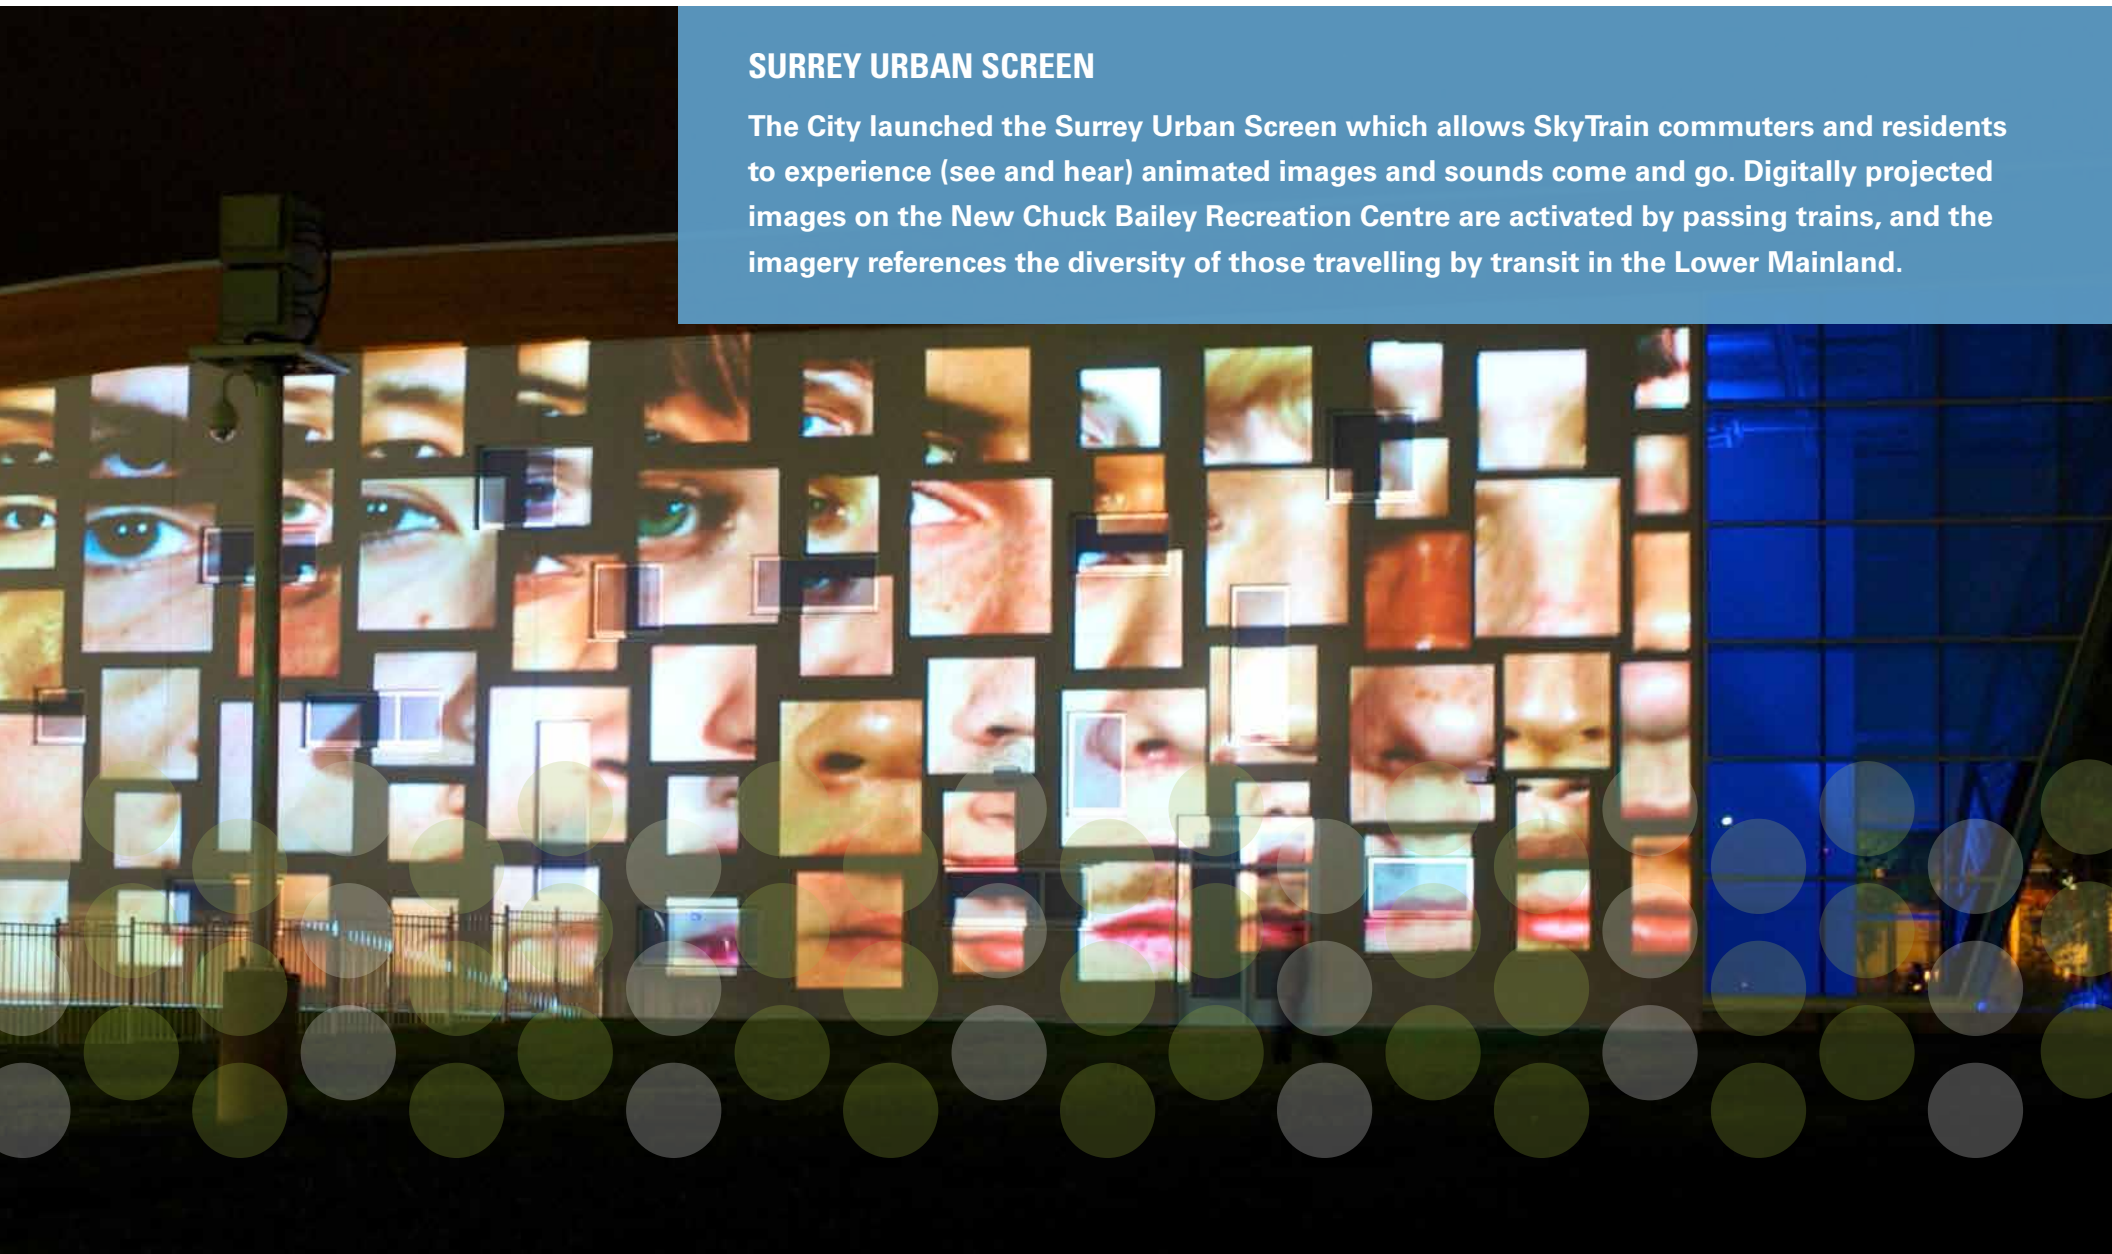 SURREY URBAN SCREEN
The City launched the Surrey Urban Screen which allows SkyTrain commuters and residents
to experience (see and hear) animated images and sounds come and go. Digitally projected
images on the New Chuck Bailey Recreation Centre are activated by passing trains, and the
imagery references the diversity of those travelling by transit in the Lower Mainland.